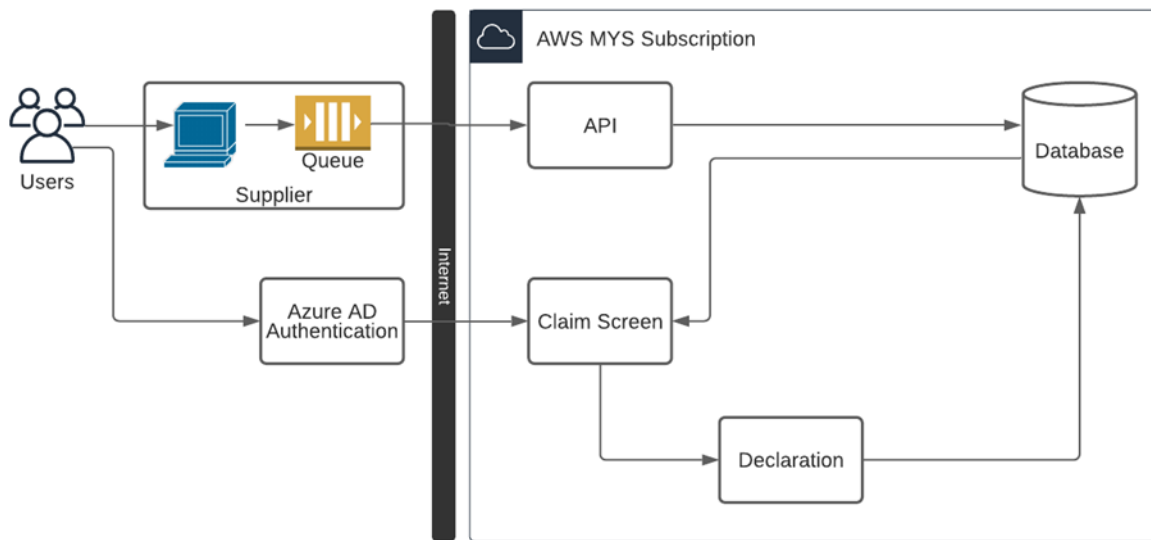 AWS MYS Subscription
Users
Queue
Supplier
API
Database
Internet
Azure AD
Authentication
Claim Screen
Declaration